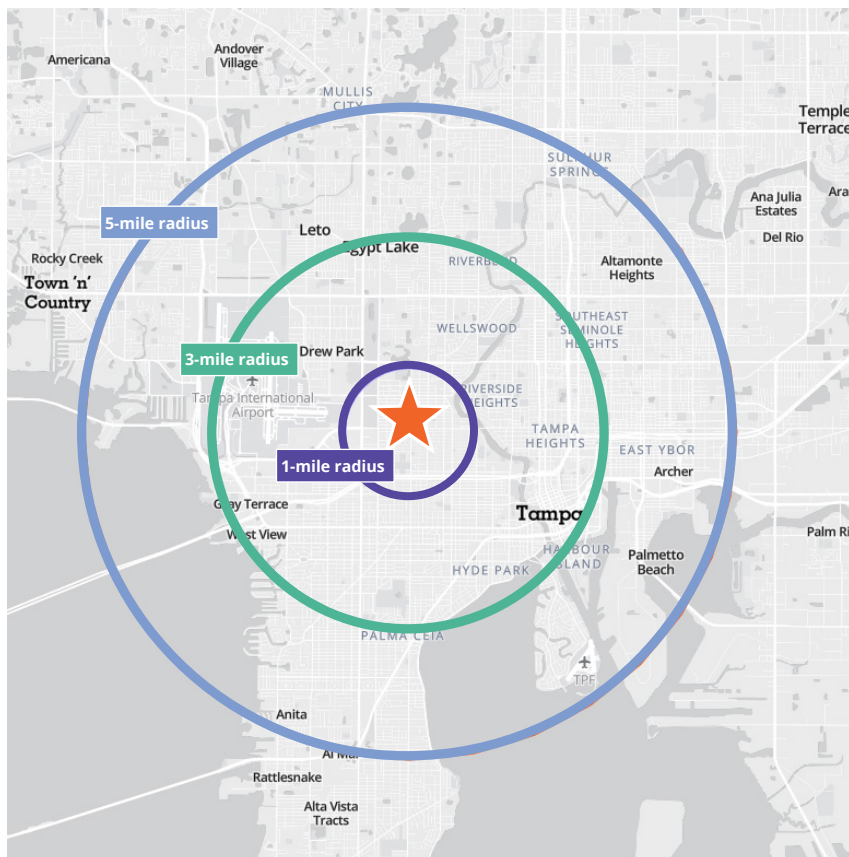 Andover
Village
Americana
MULLIS
CITY
Temple
Terrace
SULPHUR
SPRINGS
Ana Julia
Estates
Ara
5-mile radius
Leto
Del Rio
Egypt Lake
Rocky Creek
RIVERBEND
Altamonte
Heights
Town ’n’
Country
SOUTHEAST
SEMINOLE
HEIGHTS
WELLSWOOD
3-mile radius
Drew Park
Tampa International
Airport
RIVERSIDE
HEIGHTS
TAMPA
HEIGHTS
EAST YBOR
1-mile radius
Archer
Gray Terrace
Tampa
West View
Palm Ri
HARBOUR
ISLAND
Palmetto
Beach
HYDE PARK
PALMA CEIA
TPF
Anita
Al Mar
Rattlesnake
Alta Vista
Tracts